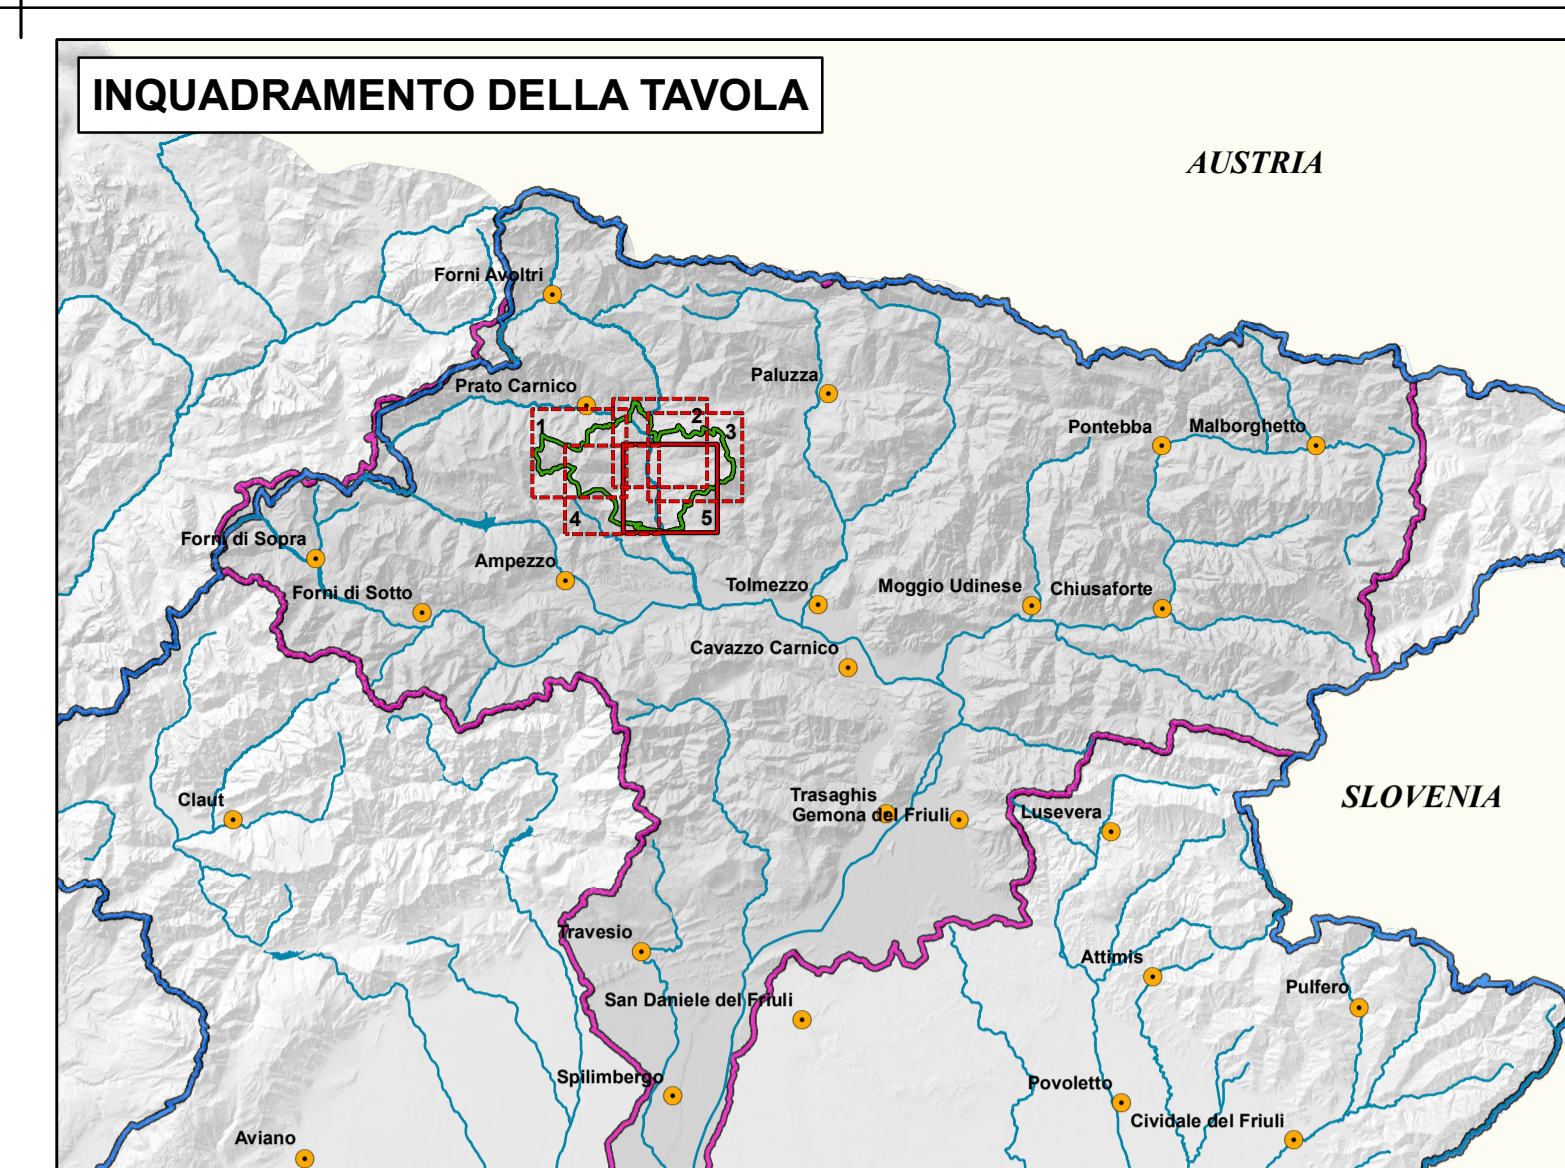 INQUADRAMENTO DELLA TAVOLA
AUSTRIA
Forni Avoltri
Prato Carnico
Paluzza
1
2
3
Pontebba
Malborghetto
4
5
Forni di Sopra
Ampezzo
Forni di Sotto
Tolmezzo
Moggio Udinese
Chiusaforte
Cavazzo Carnico
Claut
Trasaghis
Gemona del Friuli
Lusevera
SLOVENIA
Travesio
Attimis
San Daniele del Friuli
Pulfero
Spilimbergo
Povoletto
Cividale del Friuli
Aviano